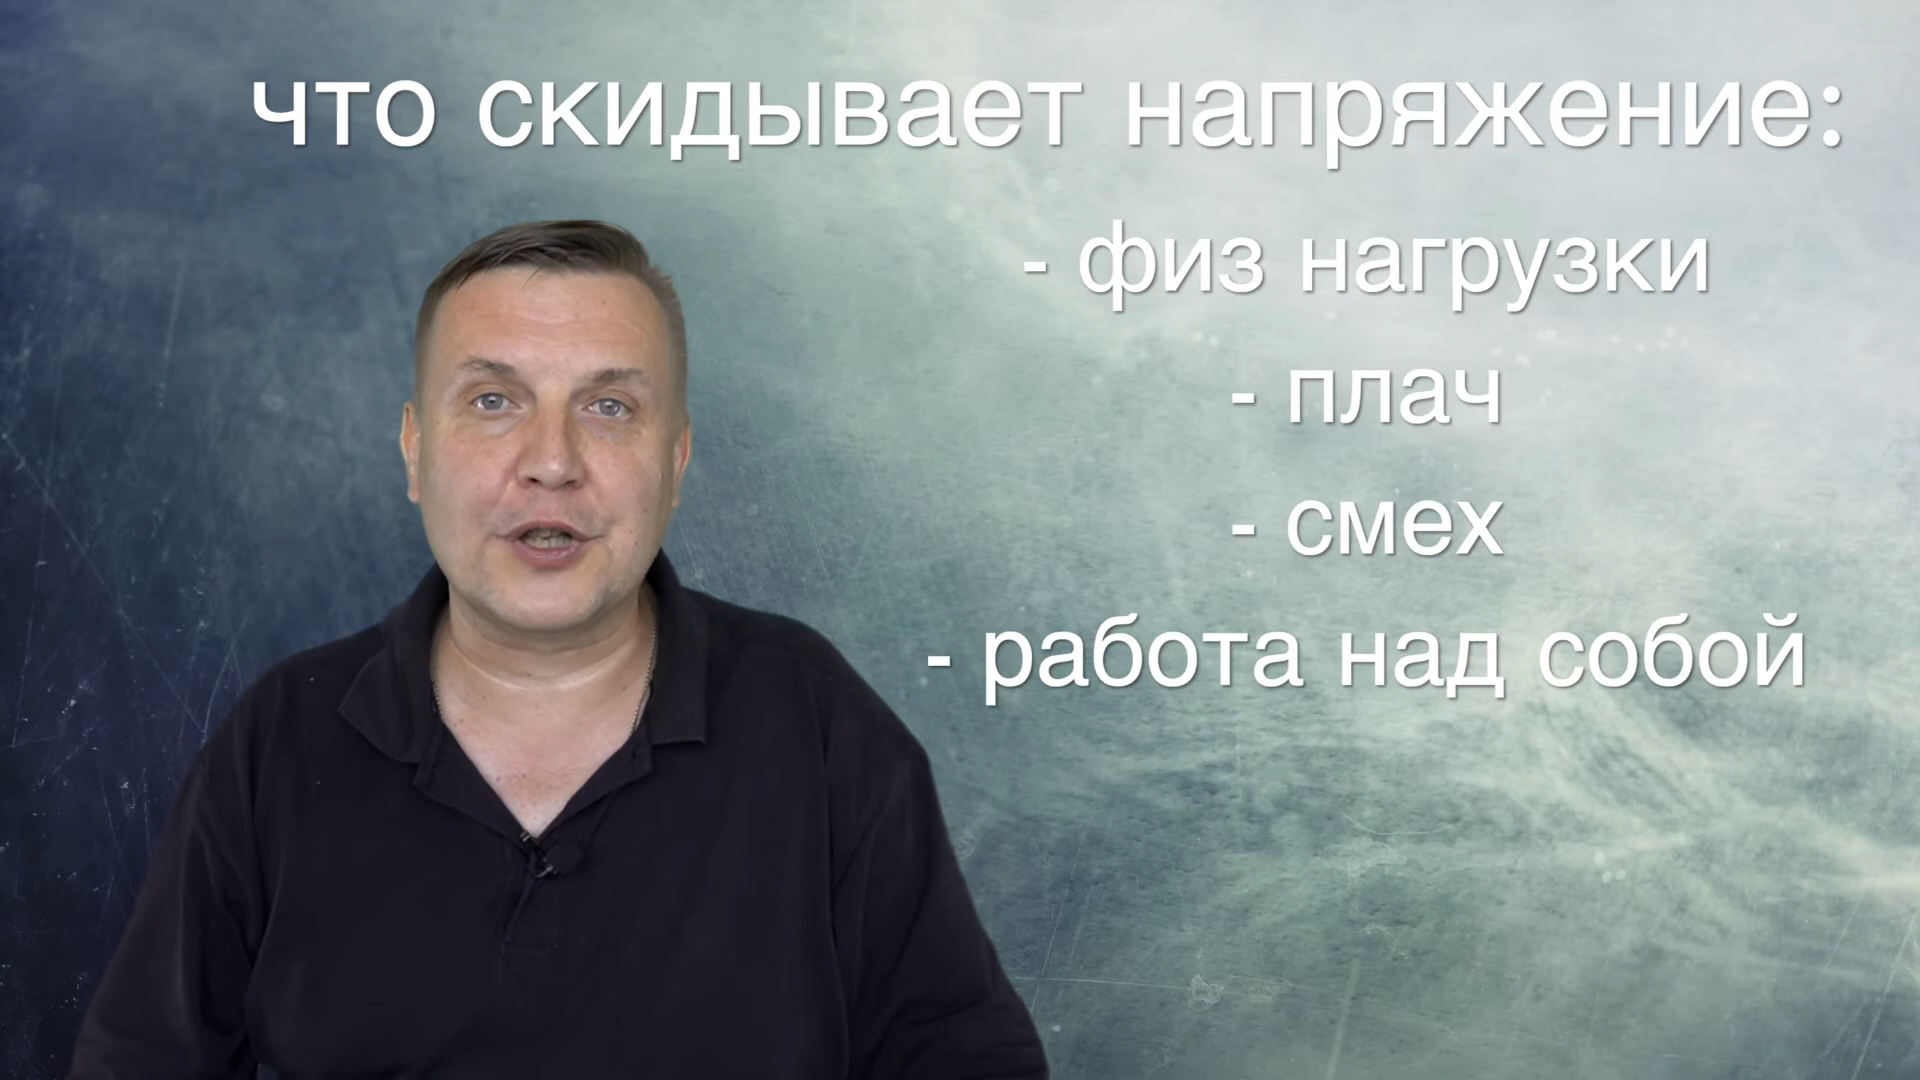 что скидывает напряжение:
- физ нагрузки
- плач
- смех
- работа над собой